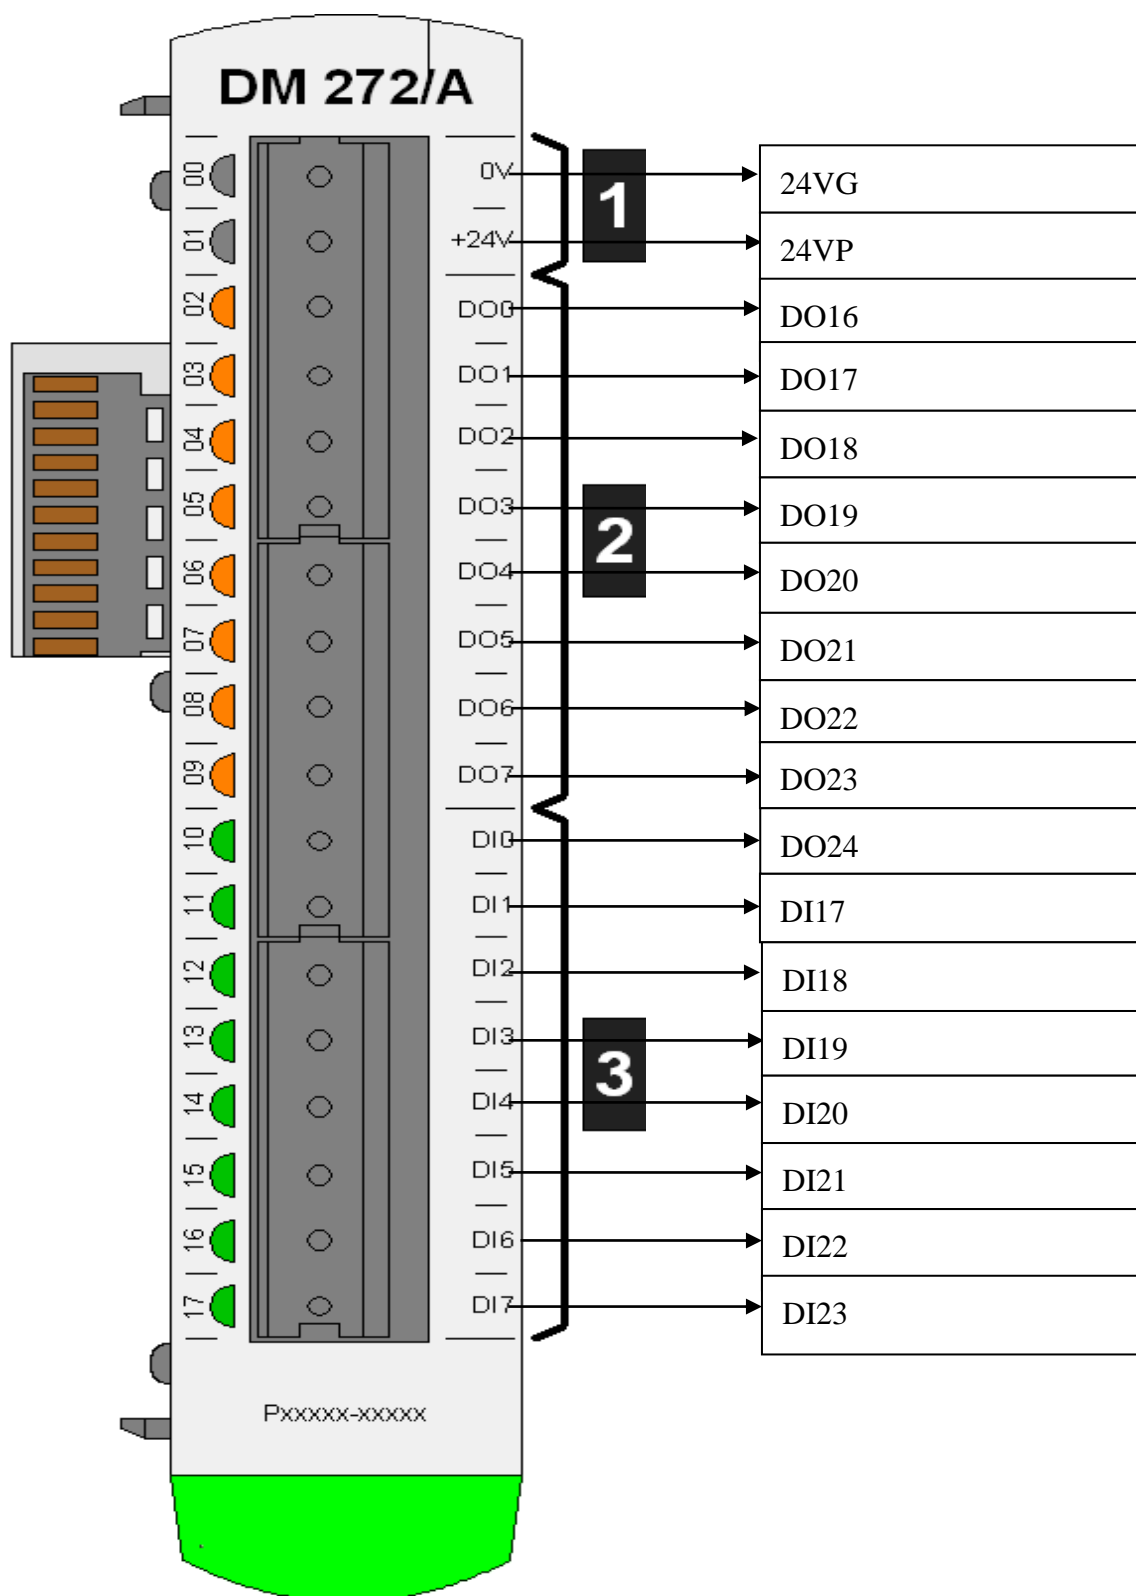 DM 272/A
00 0V 24VG
01 +24V 24VP
1
02 DO0 DO16
03 DO1 DO17
04 DO2 DO18
05 DO3 DO19
2
06 DO4 DO20
07 DO5 DO21
08 DO6 DO22
09 DO7 DO23
10 DI0 DO24
11 DI1 DI17
12 DI2 DI18
13 DI3 DI19
3
14 DI4 DI20
15 DI5 DI21
16 DI6 DI22
17 DI7 DI23
Pxxxxx-xxxxx